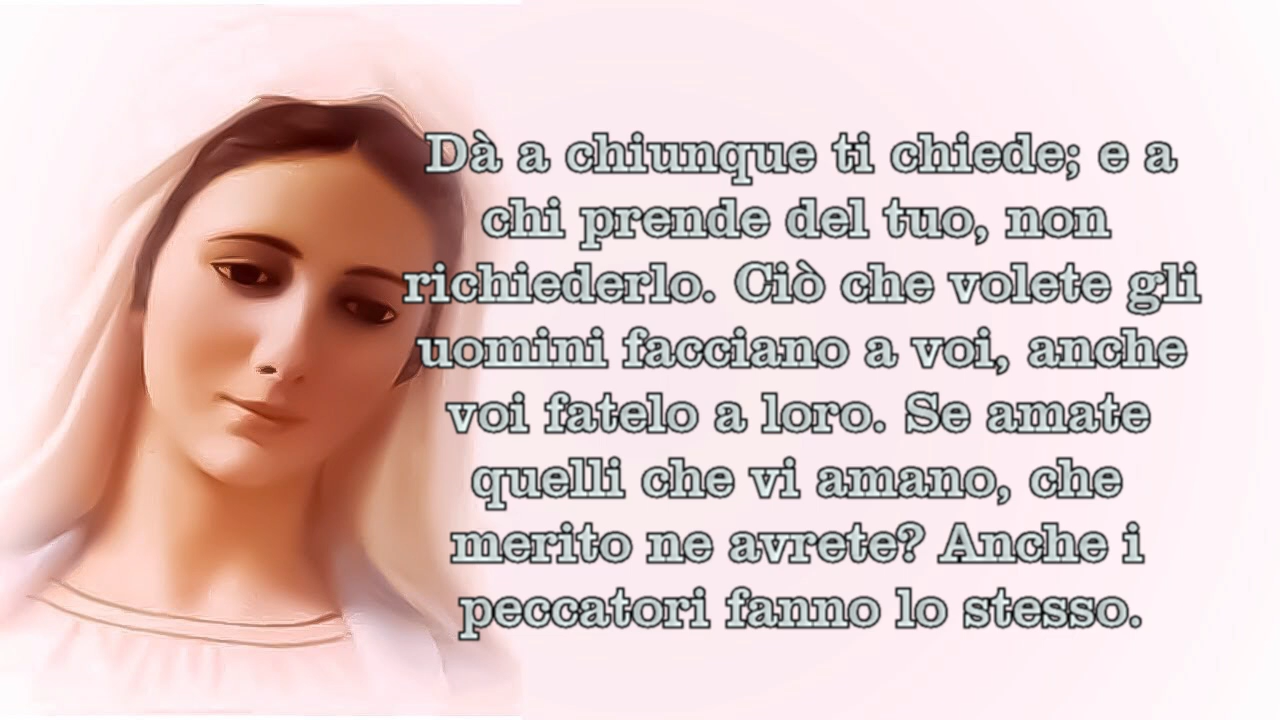 Dà a chiunque ti chiede; e a
chi prende del tuo, non
richiederlo. Ciò che volete gli
uomini facciano a voi, anche
voi fatelo a loro. Se amate
quelli che vi amano, che
merito ne avrete? Anche i
peccatori fanno lo stesso.